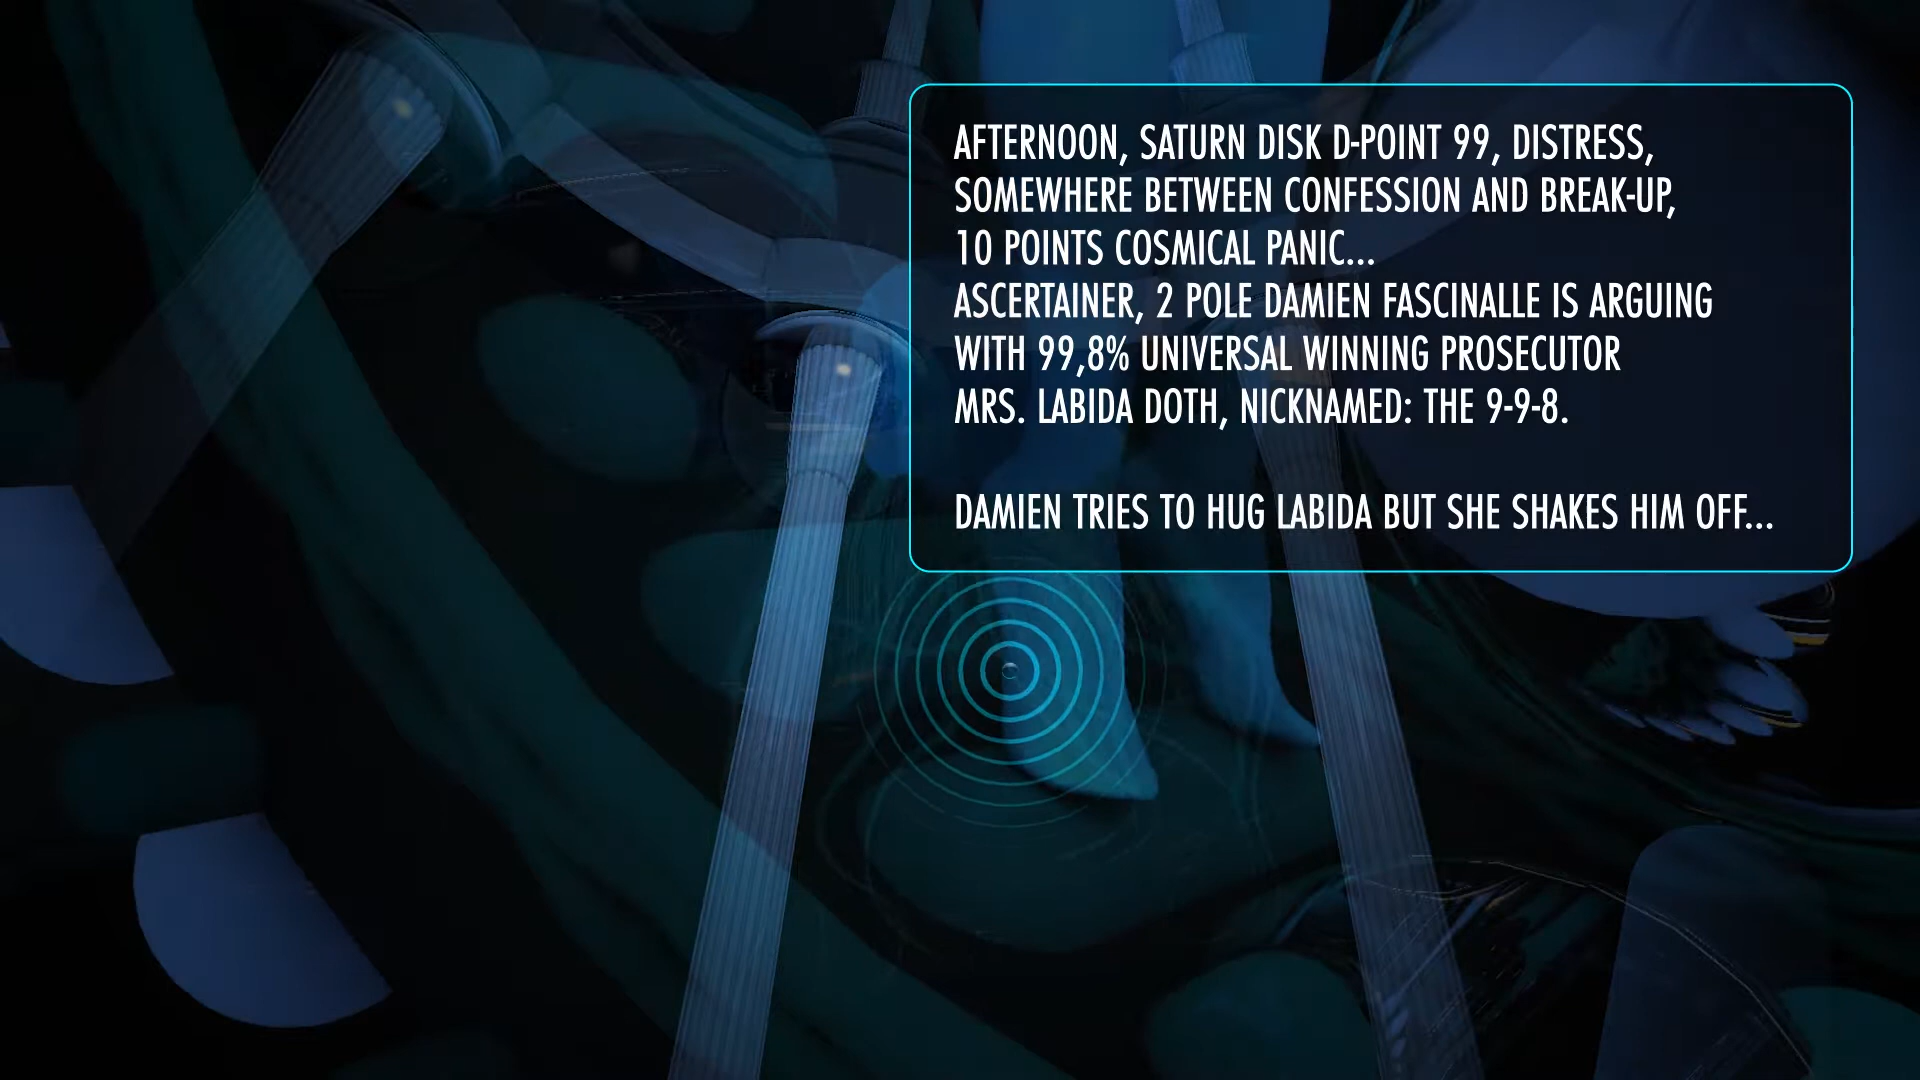 AFTERNOON, SATURN DISK D-POINT 99, DISTRESS,
SOMEWHERE BETWEEN CONFESSION AND BREAK-UP,
10 POINTS COSMICAL PANIC...
ASCERTAINER, 2 POLE DAMIEN FASCINALLE IS ARGUING
WITH 99,8% UNIVERSAL WINNING PROSECUTOR
MRS. LABIDA DOTH, NICKNAMED: THE 9-9-8.
DAMIEN TRIES TO HUG LABIDA BUT SHE SHAKES HIM OFF...